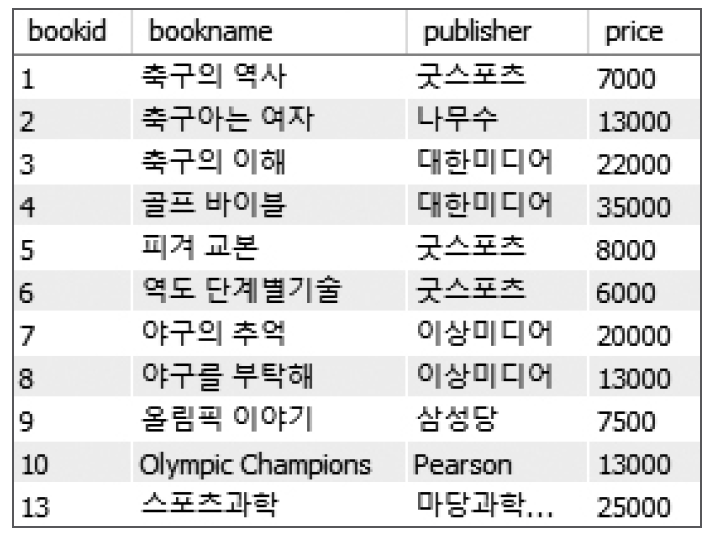 bookid bookname publisher price
1 축구의 역사 굿스포츠 7000
2 축구아는 여자 나무수 13000
3 축구의 이해 대한미디어 22000
4 골프 바이블 대한미디어 35000
5 피겨 교본 굿스포츠 8000
6 역도 단계별기술 굿스포츠 6000
7 야구의 추억 이상미디어 20000
8 야구를 부탁해 이상미디어 13000
9 올림픽 이야기 삼성당 7500
10 Olympic Champions Pearson 13000
13 스포츠과학 마당과학... 25000